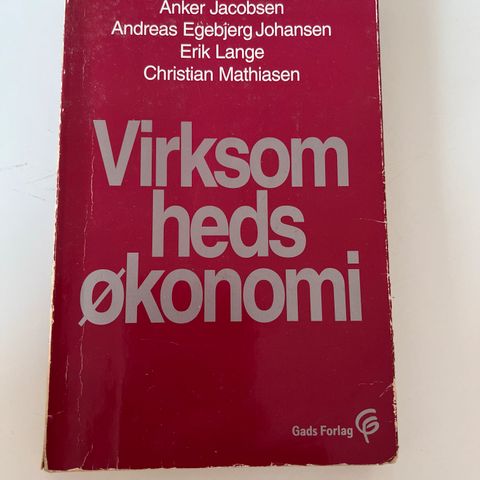 Anker Jacobsen
Andreas Egebjerg Johansen
Erik Lange
Christian Mathiasen
Virksom
heds
økonomi
Gads Forlag